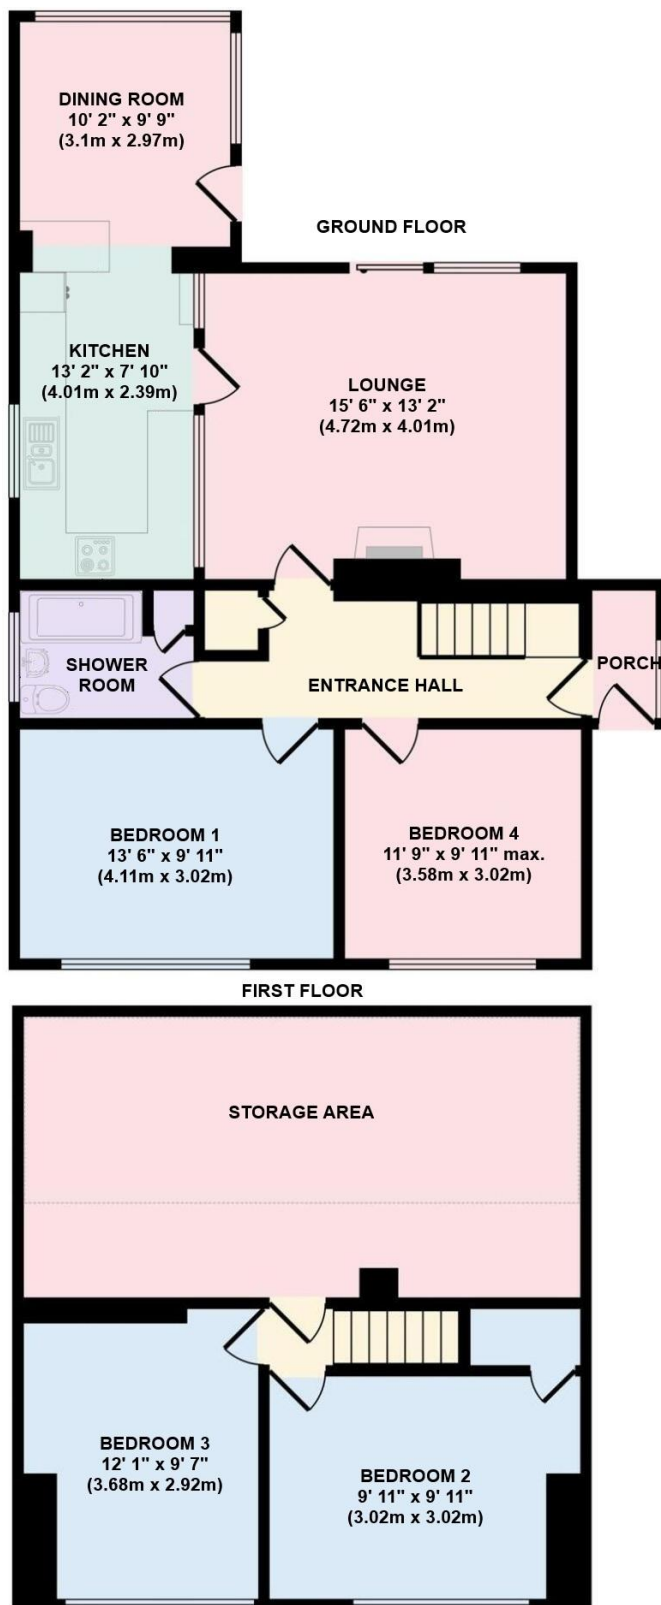 DINING ROOM
10' 2" x 9' 9"
(3.1m x 2.97m)
GROUND FLOOR
KITCHEN
13' 2" x 7' 10"
(4.01m x 2.39m)
LOUNGE
15' 6" x 13' 2"
(4.72m x 4.01m)
SHOWER
ROOM
ENTRANCE HALL
PORCH
BEDROOM 1
13' 6" x 9' 11"
(4.11m x 3.02m)
BEDROOM 4
11' 9" x 9' 11" max.
(3.58m x 3.02m)
FIRST FLOOR
STORAGE AREA
BEDROOM 3
12' 1" x 9' 7"
(3.68m x 2.92m)
BEDROOM 2
9' 11" x 9' 11"
(3.02m x 3.02m)